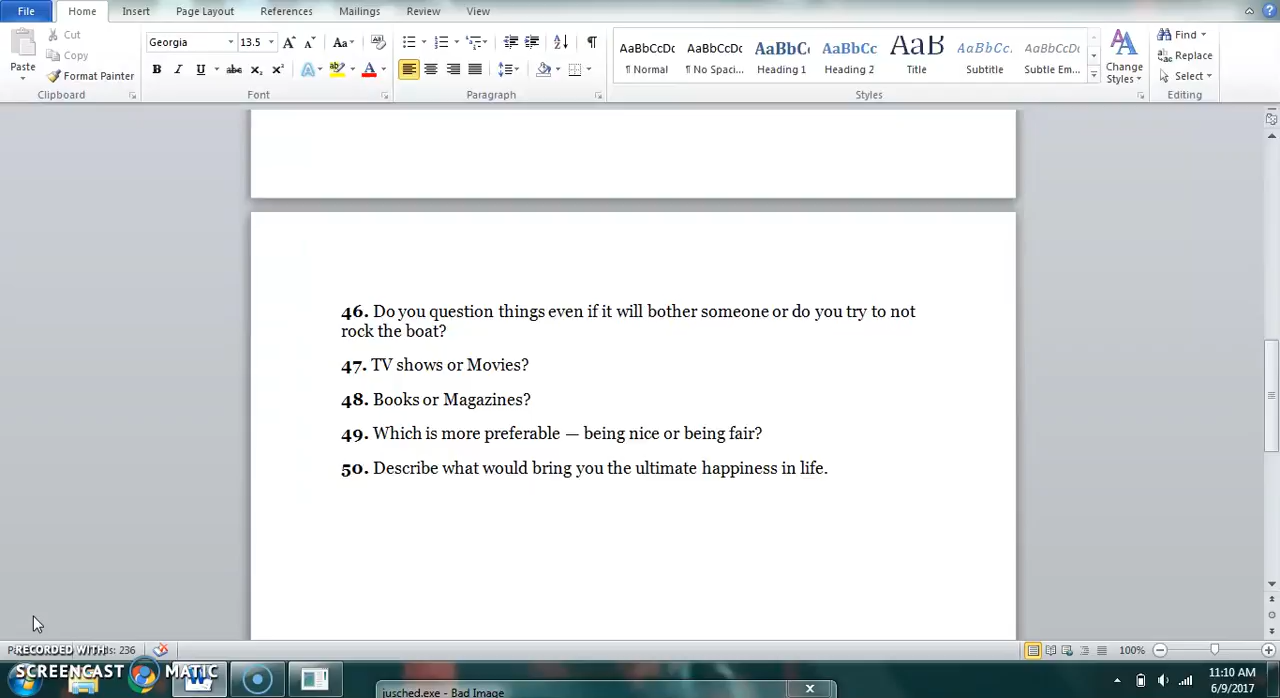 File Home Insert Page Layout References Mailings Review View
Cut
Copy
Paste
Format Painter
Clipboard
Georgia 13.5
B I U abc
Font
Paragraph
AaBbCcDc AaBbCcDc AaBbC AaBbCc AaB AaBbCc. AaBbCcDc
¶ Normal ¶ No Spaci... Heading 1 Heading 2 Title Subtitle Subtle Em...
Change
Styles
Styles
Find
Replace
Select
Editing
46. Do you question things even if it will bother someone or do you try to not
rock the boat?
47. TV shows or Movies?
48. Books or Magazines?
49. Which is more preferable — being nice or being fair?
50. Describe what would bring you the ultimate happiness in life.
RECORDED WITH
236
100%
SCREENCAST MATIC
jusched.exe - Bad Image
11:10 AM
6/9/2017